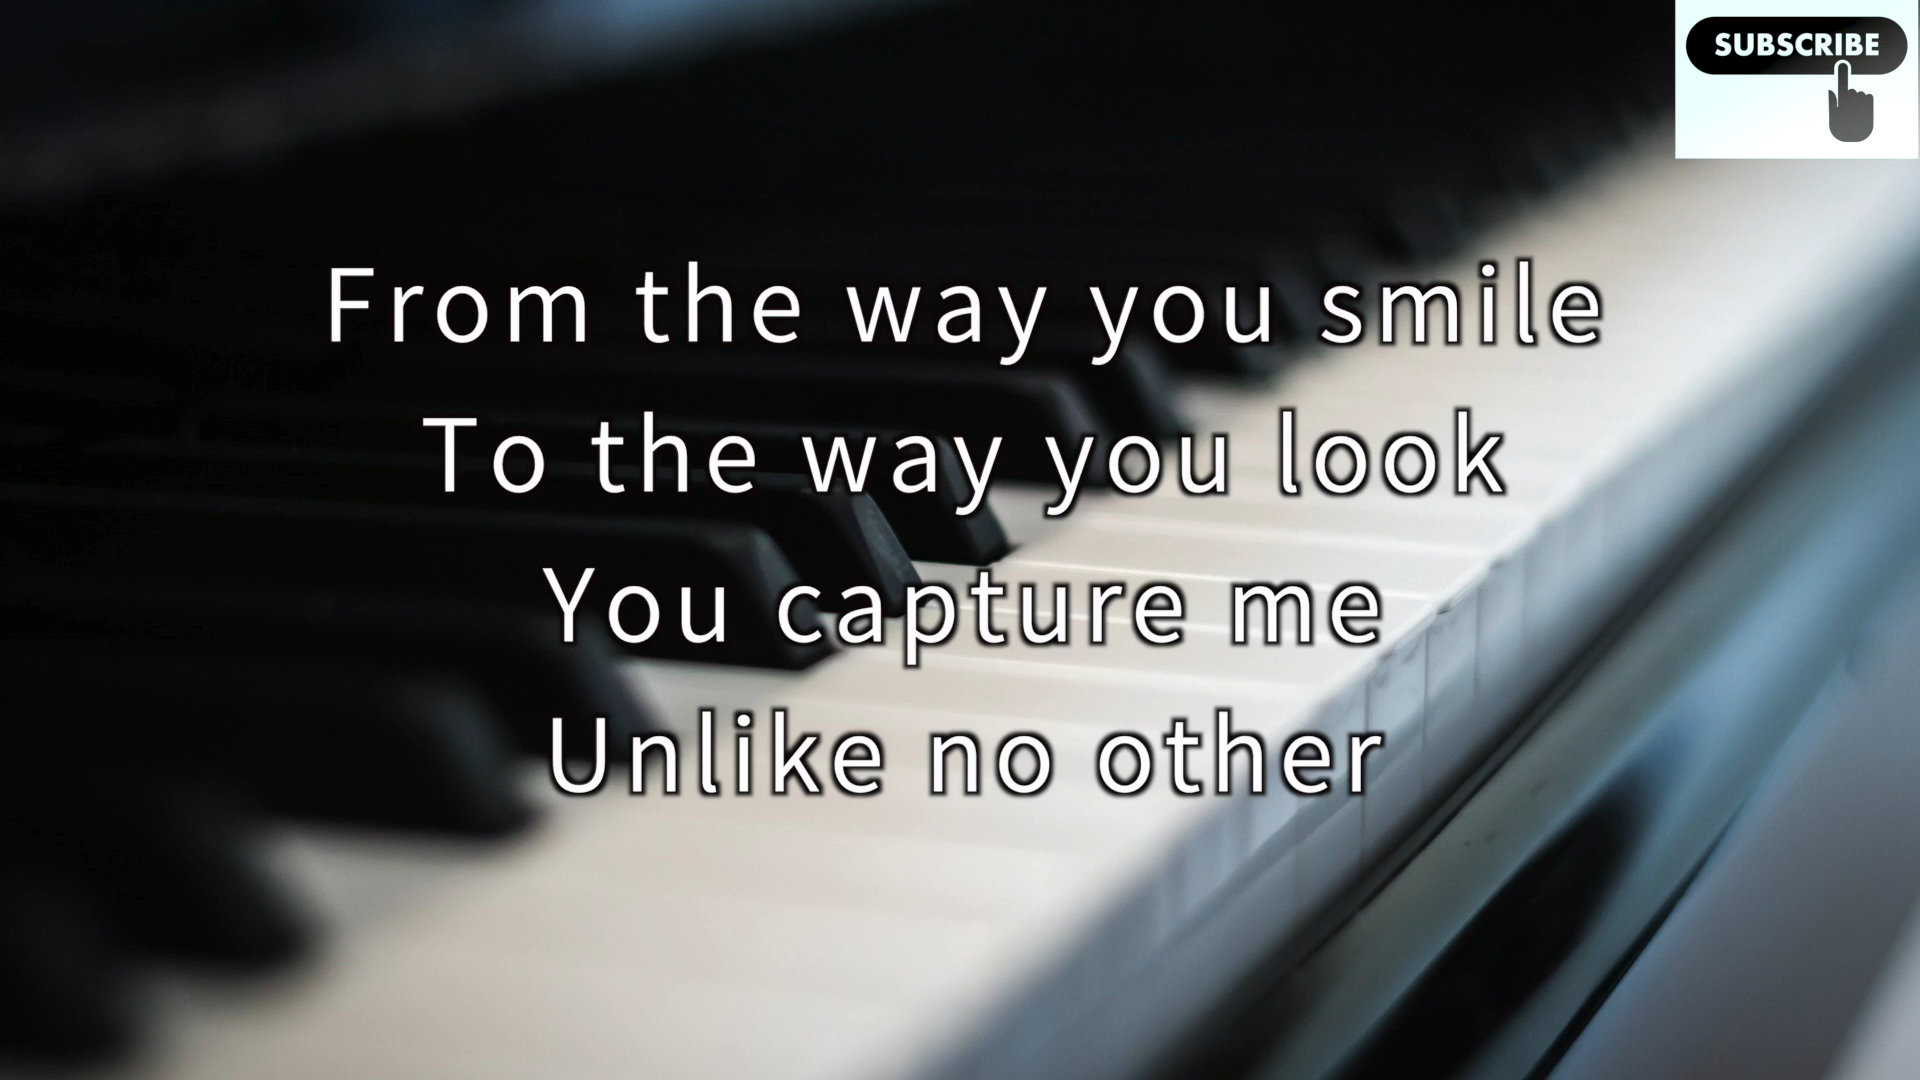 SUBSCRIBE
From the way you smile
To the way you look
You capture me
Unlike no other